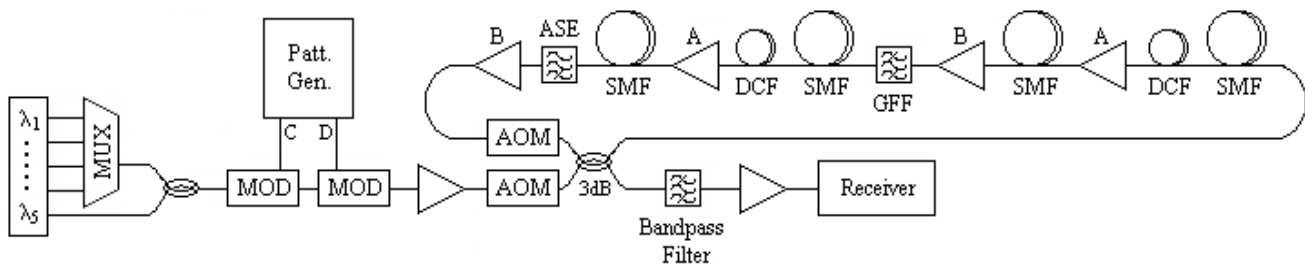 B
ASE
SMF
A
DCF
SMF
GFF
B
SMF
A
DCF
SMF
Patt.
Gen.
C
D
λ1
λ5
MUX
MOD
MOD
AOM
AOM
3dB
Bandpass
Filter
Receiver